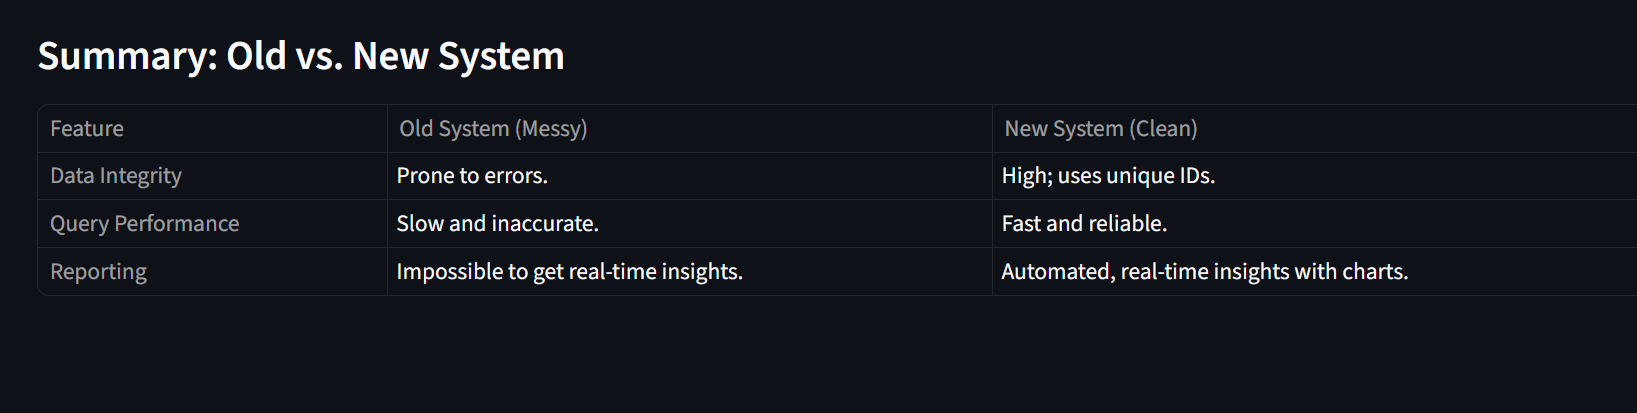 Summary: Old vs. New System
Feature Old System (Messy) New System (Clean)
Data Integrity Prone to errors. High; uses unique IDs.
Query Performance Slow and inaccurate. Fast and reliable.
Reporting Impossible to get real-time insights. Automated, real-time insights with charts.